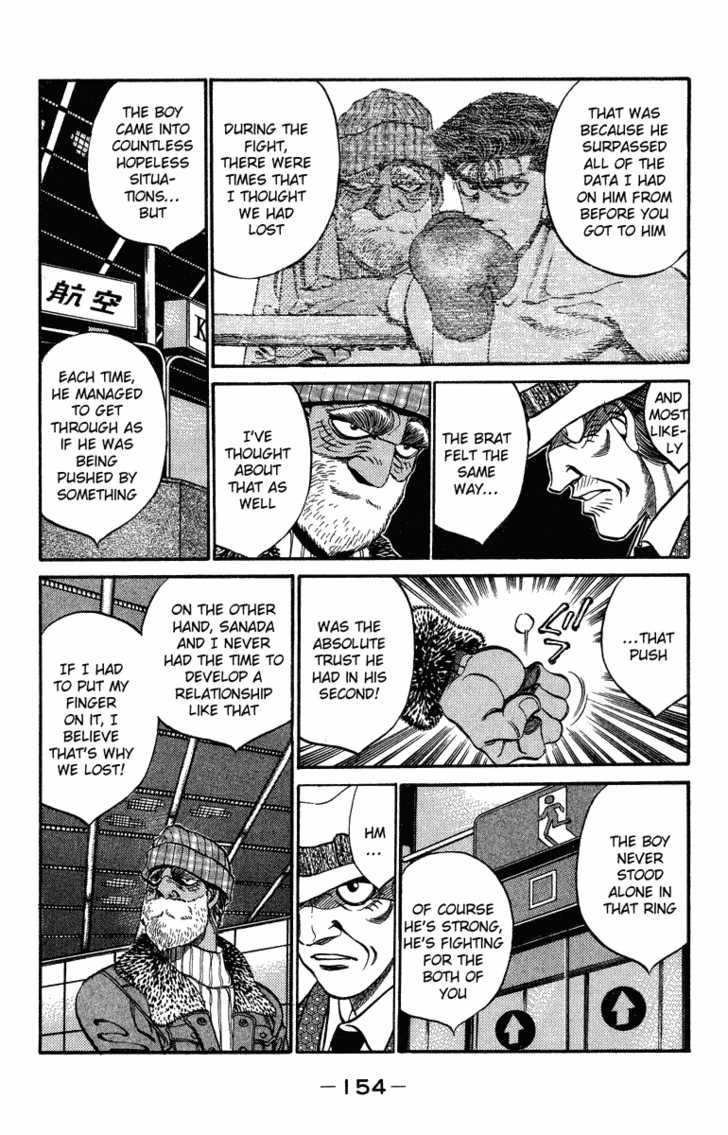 THAT WAS
BECAUSE HE
SURPASSED
ALL OF THE
DATA I HAD
ON HIM FROM
BEFORE YOU
GOT TO HIM
DURING THE
FIGHT,
THERE WERE
TIMES THAT
I THOUGHT
WE HAD
LOST
THE BOY
CAME INTO
COUNTLESS
HOPELESS
SITUA-
TIONS...
BUT
航空
K
EACH TIME,
HE MANAGED
TO GET
THROUGH AS
IF HE WAS
BEING
PUSHED BY
SOMETHING
AND
MOST
LIKE-
LY
THE BRAT
FELT THE
SAME
WAY...
I'VE
THOUGHT
ABOUT
THAT AS
WELL
...THAT
PUSH
WAS THE
ABSOLUTE
TRUST HE
HAD IN HIS
SECOND!
ON THE OTHER
HAND, SANADA
AND I NEVER
HAD THE TIME TO
DEVELOP A
RELATIONSHIP
LIKE THAT
IF I HAD
TO PUT MY
FINGER
ON IT, I
BELIEVE
THAT'S WHY
WE LOST!
THE BOY
NEVER
STOOD
ALONE IN
THAT RING
OF COURSE
HE'S STRONG,
HE'S FIGHTING
FOR THE
BOTH OF
YOU
HM
...
— 154 —